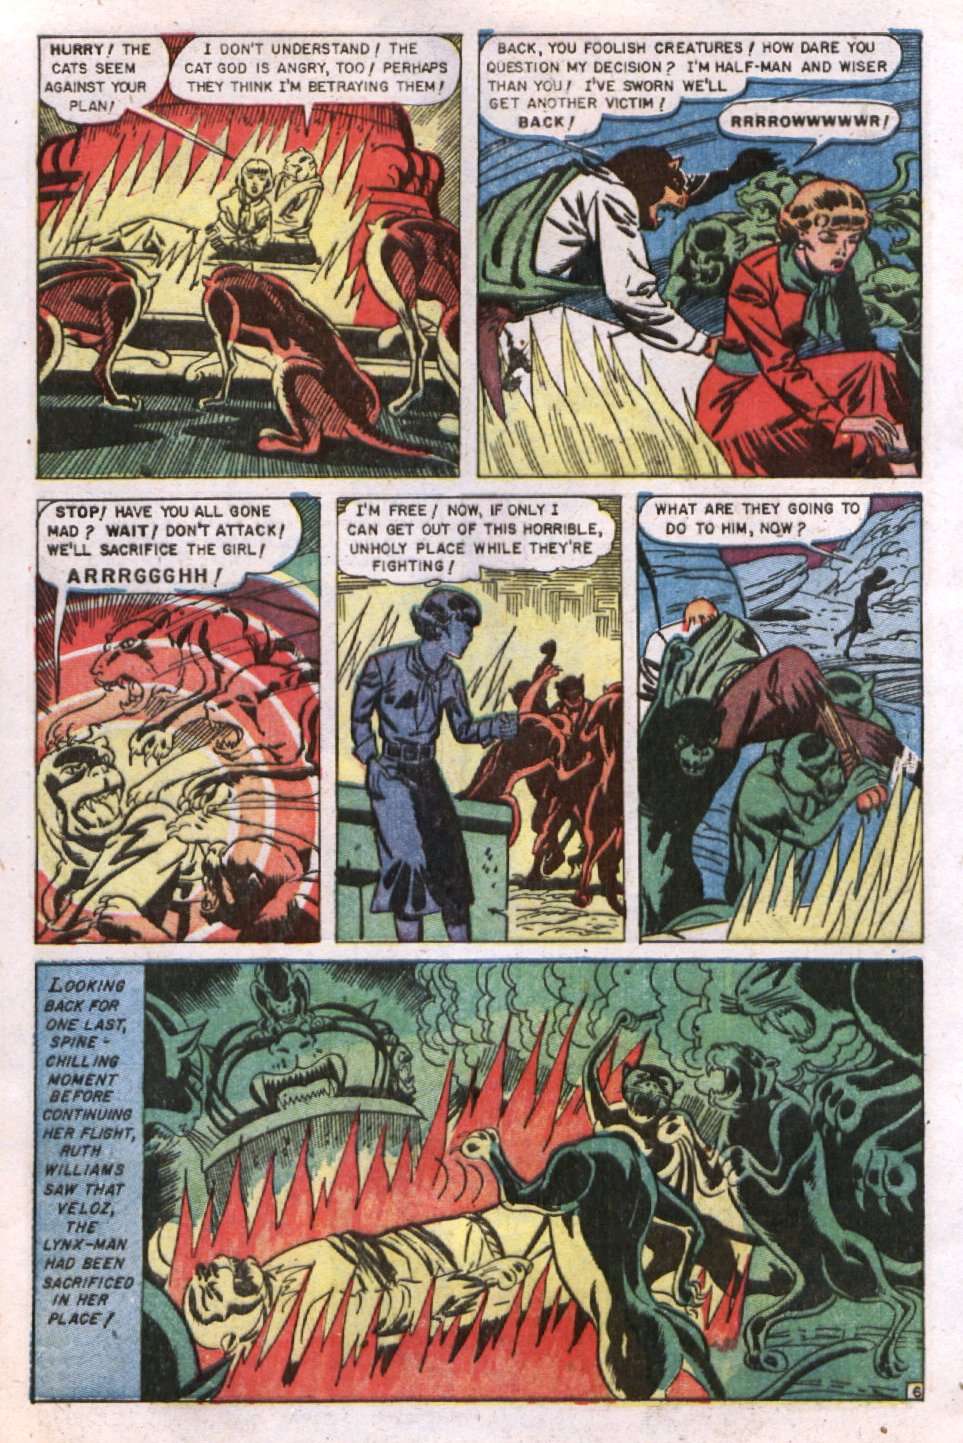 HURRY! THE
CATS SEEM
AGAINST YOUR
PLAN!
I DON'T UNDERSTAND! THE
CAT GOD IS ANGRY, TOO! PERHAPS
THEY THINK I'M BETRAYING THEM!
BACK, YOU FOOLISH CREATURES! HOW DARE YOU
QUESTION MY DECISION? I'M HALF-MAN AND WISER
THAN YOU! I'VE SWORN WE'LL
GET ANOTHER VICTIM!
BACK!
RRRROWWWWWR!
STOP! HAVE YOU ALL GONE
MAD? WAIT! DON'T ATTACK!
WE'LL SACRIFICE THE GIRL!
ARRRGGGHH!
I'M FREE! NOW, IF ONLY I
CAN GET OUT OF THIS HORRIBLE,
UNHOLY PLACE WHILE THEY'RE
FIGHTING!
WHAT ARE THEY GOING TO
DO TO HIM, NOW?
LOOKING
BACK FOR
ONE LAST,
SPINE-
CHILLING
MOMENT
BEFORE
CONTINUING
HER FLIGHT,
RUTH
WILLIAMS
SAW THAT
VELOZ,
THE
LYNX-MAN
HAD BEEN
SACRIFICED
IN HER
PLACE!
6